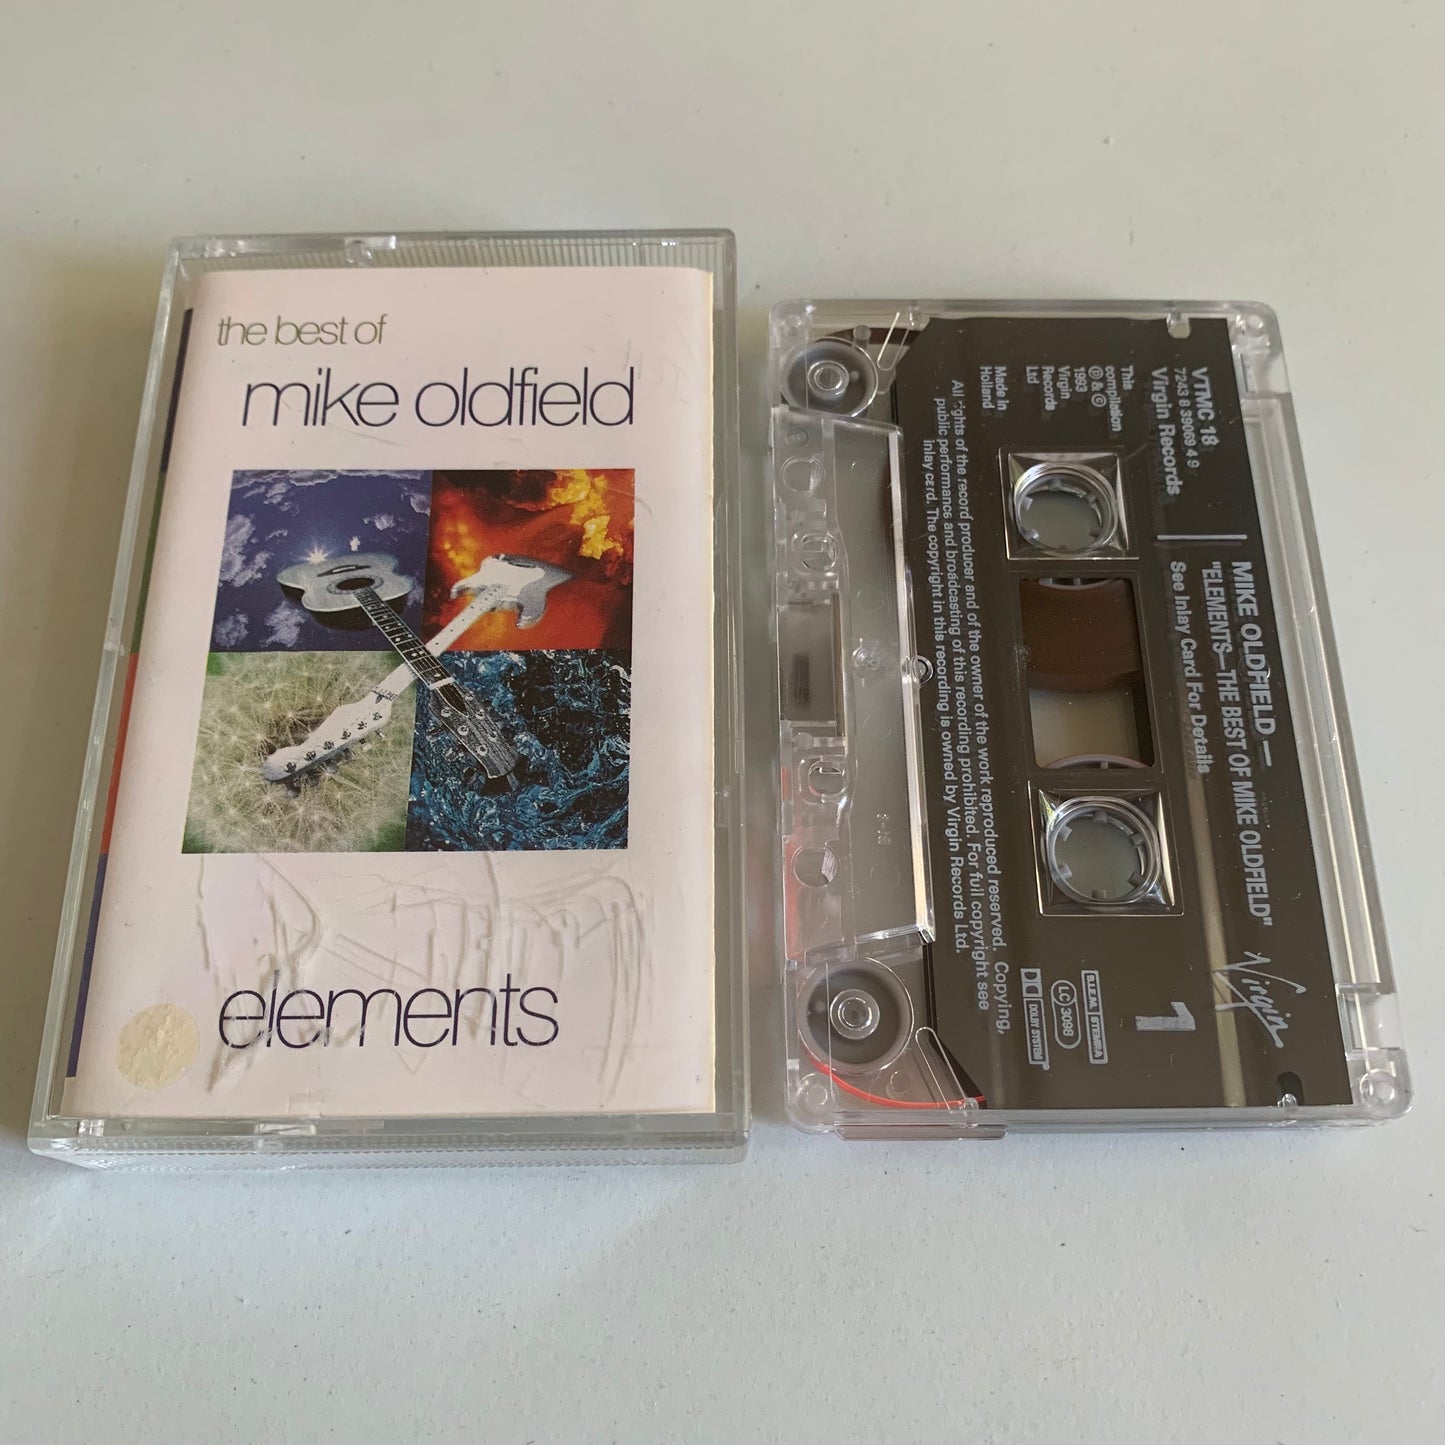 the best of
mike oldfield
elements
VTMC 18
7243 8 39069 4 9
Virgin Records
MIKE OLDFIELD —
"ELEMENTS—THE BEST OF MIKE OLDFIELD"
See Inlay Card For Details
This
compilation
Ⓟ & ©
1993
Virgin
Records
Ltd
Made in
Holland
All rights of the record producer and of the owner of the work reproduced reserved. Copying,
public performance and broadcasting of this recording prohibited. For full copyright see
inlay card. The copyright in this recording is owned by Virgin Records Ltd.
Virgin
1
B.I.E.M. STEMRA
LC 3098
DOLBY SYSTEM